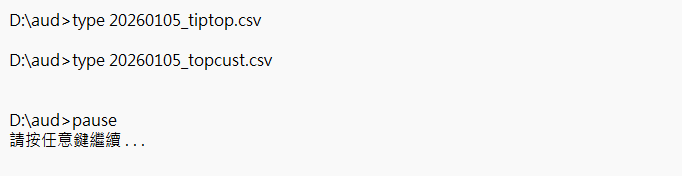 D:\aud>type 20260105_tiptop.csv
D:\aud>type 20260105_topcust.csv
D:\aud>pause
請按任意鍵繼續 . . .